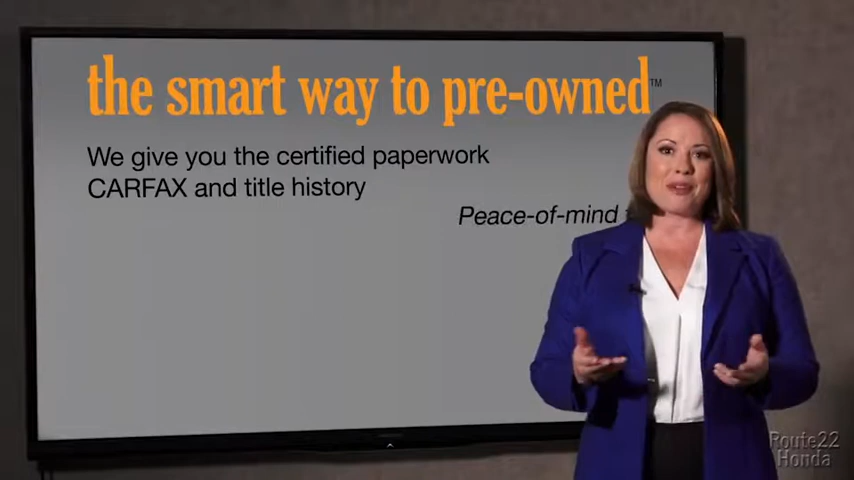 the smart way to pre-owned™
We give you the certified paperwork
CARFAX and title history
Peace-of-mind
Route22
Honda